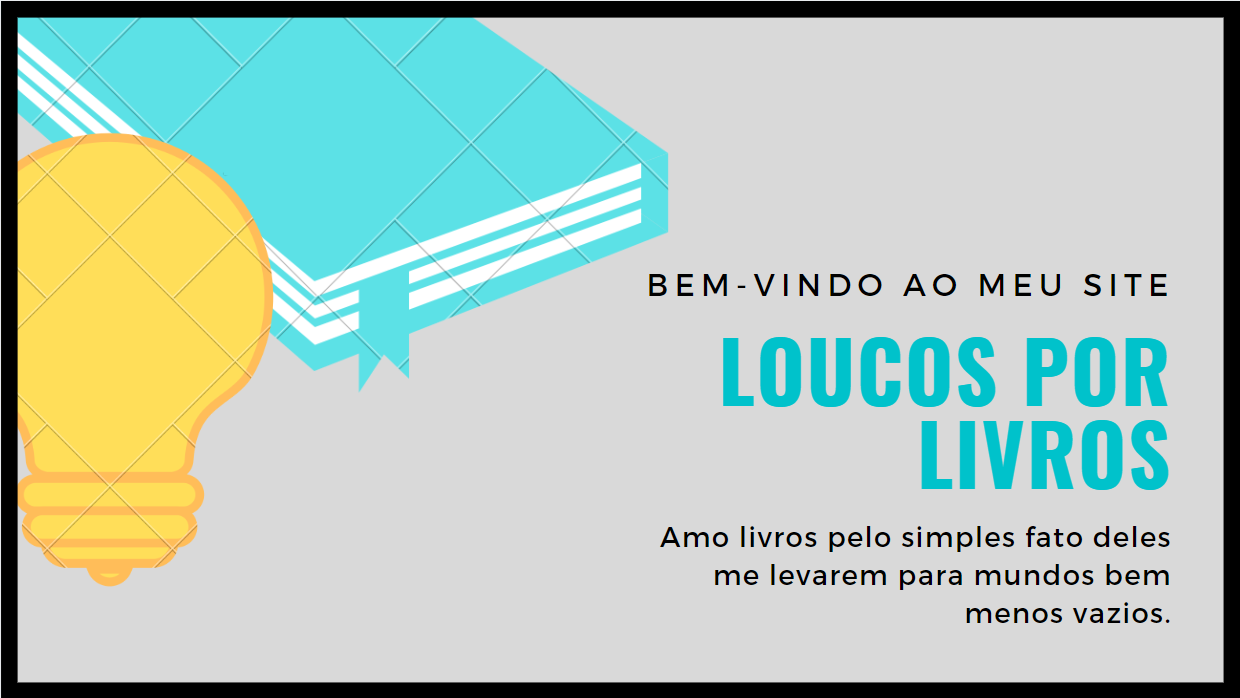 BEM-VINDO AO MEU SITE
LOUCOS POR
LIVROS
Amo livros pelo simples fato deles
me levarem para mundos bem
menos vazios.